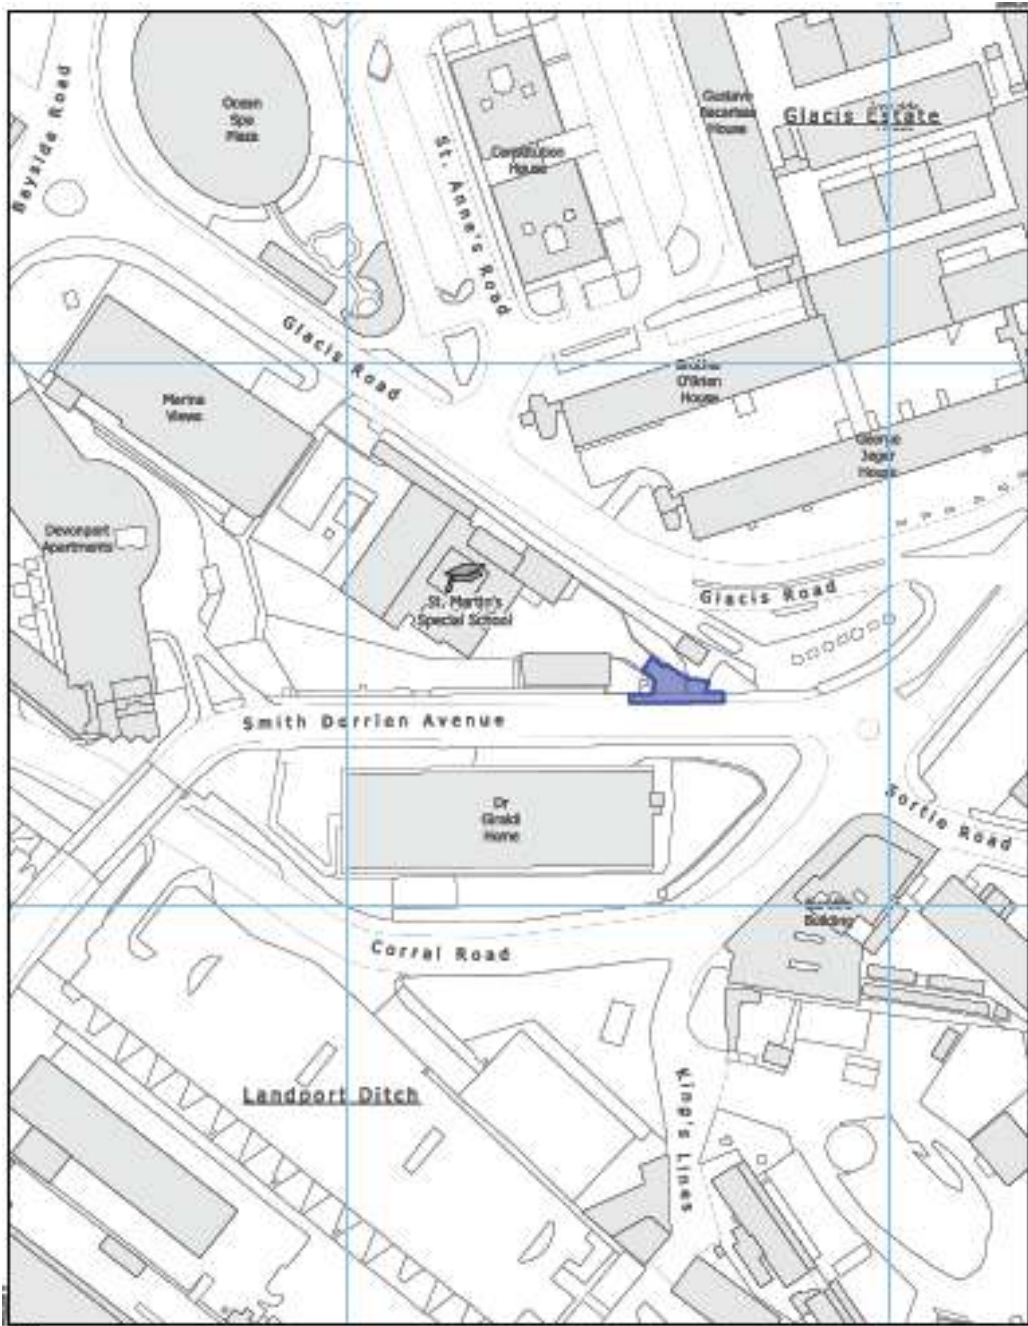 Bayside Road
Ocean
Spa
Plaza
St. Anne's Road
Constitution
House
Gustavo
Bacarisas
House
Glacis Estate
Glacis Road
Marina
Views
Brother
O'Brien
House
George
Jeger
House
Devonport
Apartments
St. Martin's
Special School
Glacis Road
Smith Dorrien Avenue
Dr
Giraldi
Home
Sortie Road
Building
Corral Road
Landport Ditch
King's Lines